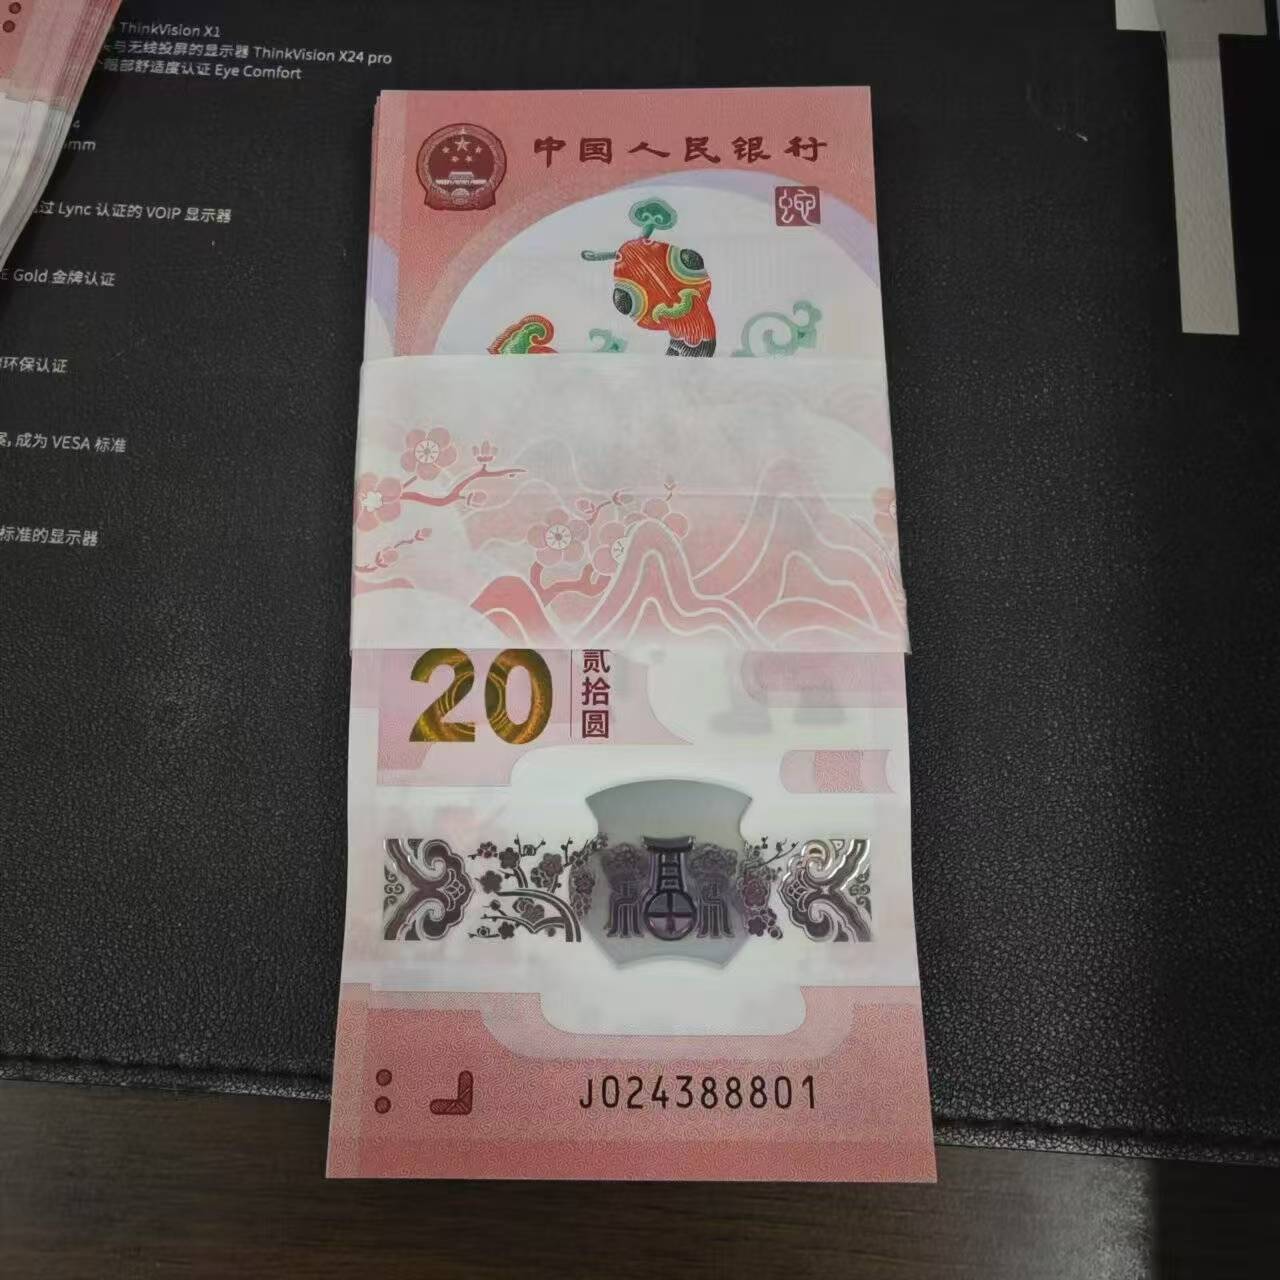 ThinkVision X1
与无线投屏的显示器 ThinkVision X24 pro
眼部舒适度认证 Eye Comfort
mm
过 Lync 认证的 VOIP 显示器
Gold 金牌认证
环保认证
成为 VESA 标准
标准的显示器
中国人民银行
20
贰拾圆
J024388801